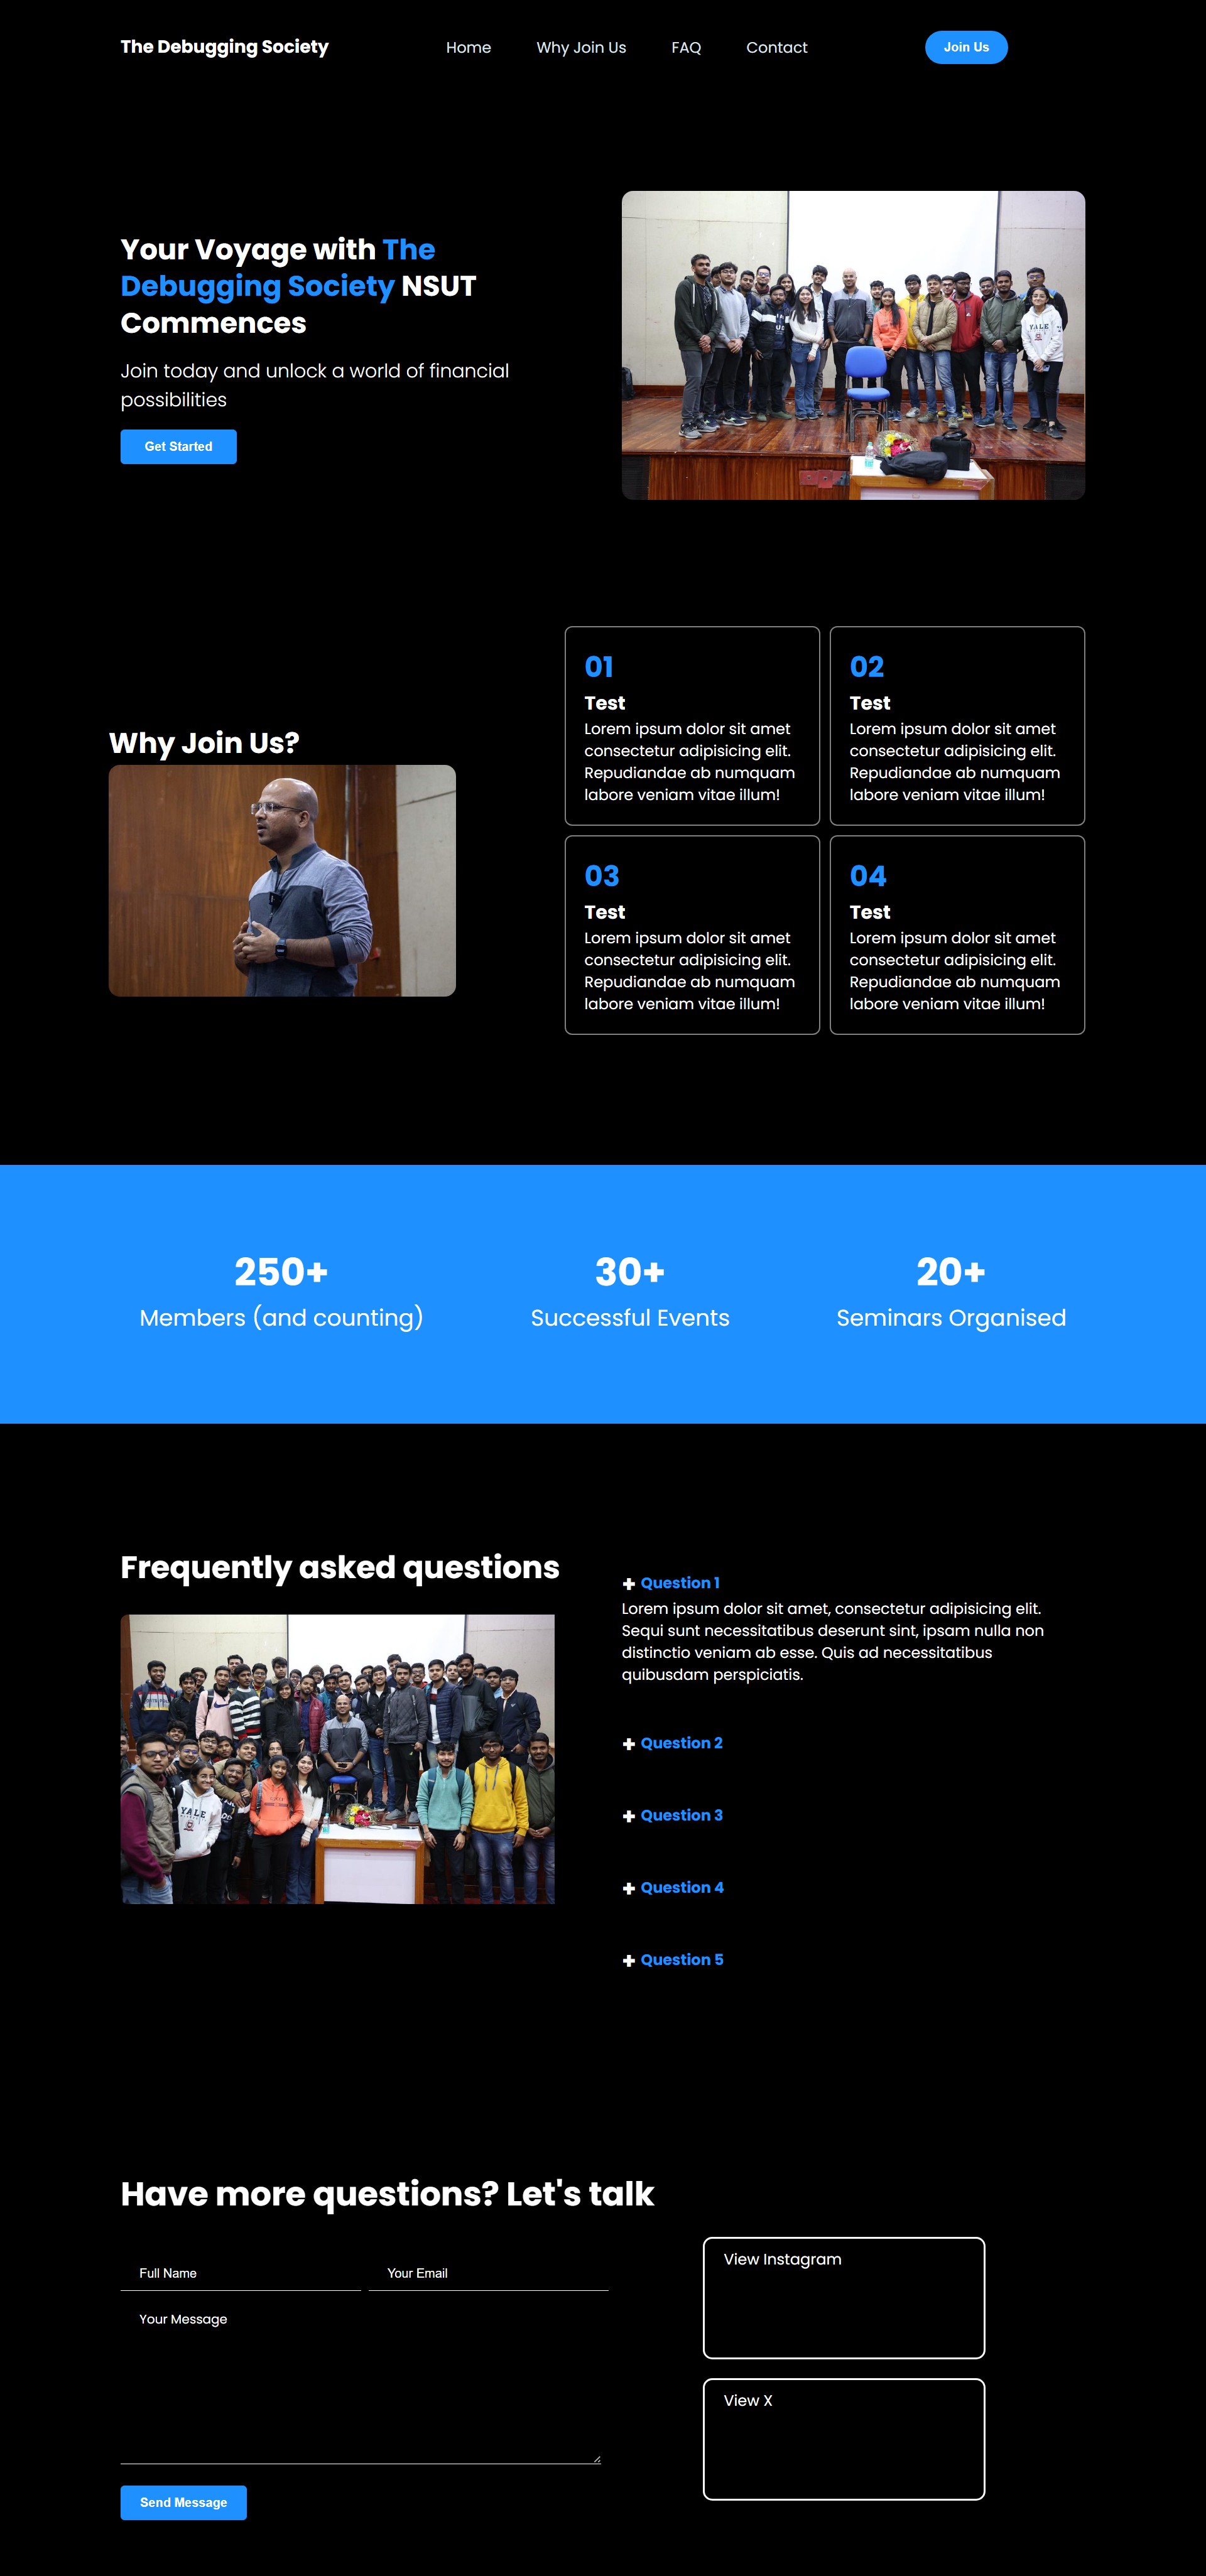 The Debugging Society
Home
Why Join Us
FAQ
Contact
Join Us
Your Voyage with The
Debugging Society NSUT
Commences
Join today and unlock a world of financial
possibilities
Get Started
YALE
Why Join Us?
01
Test
Lorem ipsum dolor sit amet
consectetur adipisicing elit.
Repudiandae ab numquam
labore veniam vitae illum!
02
Test
Lorem ipsum dolor sit amet
consectetur adipisicing elit.
Repudiandae ab numquam
labore veniam vitae illum!
03
Test
Lorem ipsum dolor sit amet
consectetur adipisicing elit.
Repudiandae ab numquam
labore veniam vitae illum!
04
Test
Lorem ipsum dolor sit amet
consectetur adipisicing elit.
Repudiandae ab numquam
labore veniam vitae illum!
250+
Members (and counting)
30+
Successful Events
20+
Seminars Organised
Frequently asked questions
YALE
Question 1
Lorem ipsum dolor sit amet, consectetur adipisicing elit.
Sequi sunt necessitatibus deserunt sint, ipsam nulla non
distinctio veniam ab esse. Quis ad necessitatibus
quibusdam perspiciatis.
Question 2
Question 3
Question 4
Question 5
Have more questions? Let's talk
Full Name
Your Email
Your Message
Send Message
View Instagram
View X